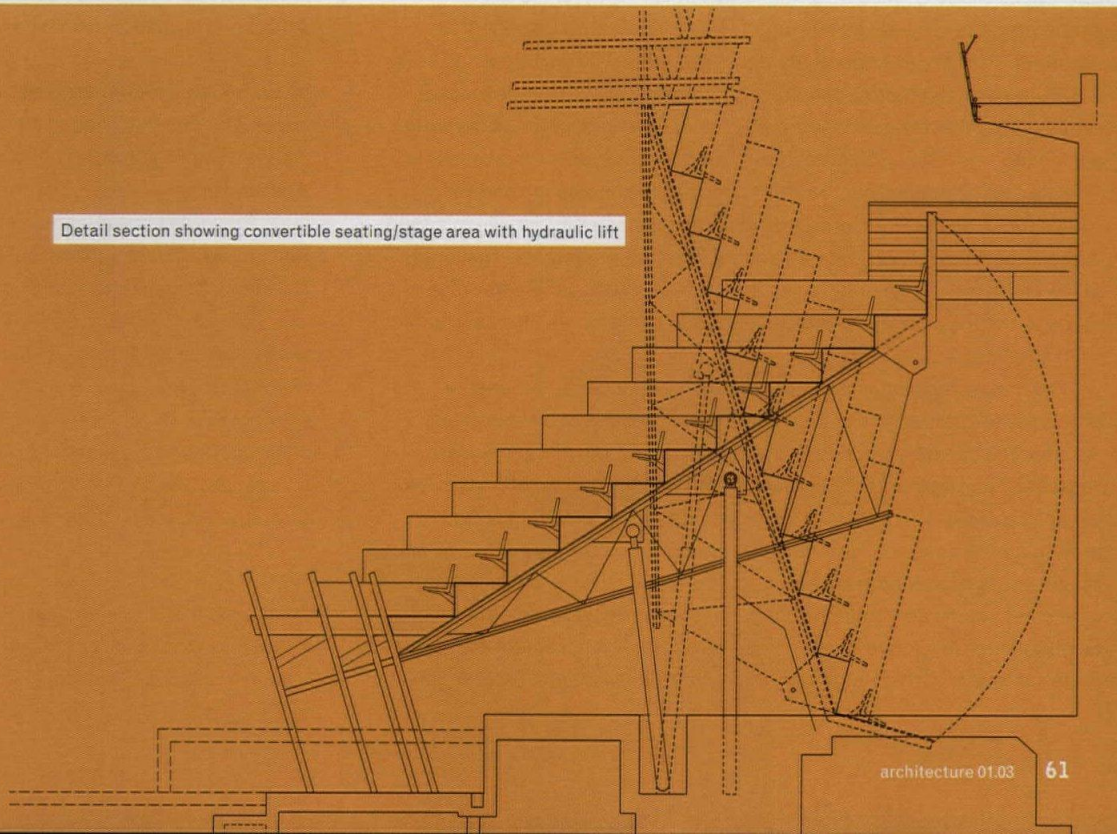 Detail section showing convertible seating/stage area with hydraulic lift
architecture 01.03 61